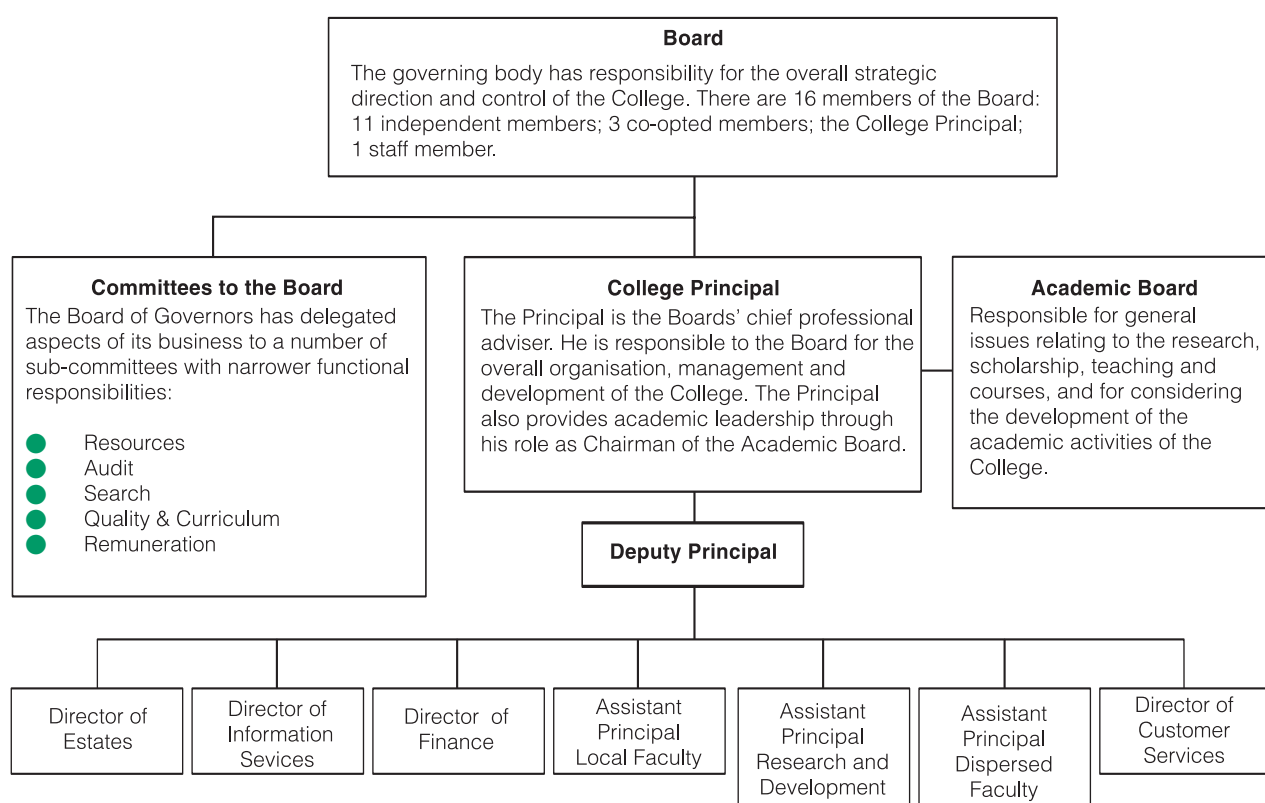 Board
The governing body has responsibility for the overall strategic
direction and control of the College. There are 16 members of the Board:
11 independent members; 3 co-opted members; the College Principal;
1 staff member.
Committees to the Board
The Board of Governors has delegated
aspects of its business to a number of
sub-committees with narrower functional
responsibilities:
Resources
Audit
Search
Quality & Curriculum
Remuneration
College Principal
The Principal is the Boards' chief professional
adviser. He is responsible to the Board for the
overall organisation, management and
development of the College. The Principal
also provides academic leadership through
his role as Chairman of the Academic Board.
Academic Board
Responsible for general
issues relating to the research,
scholarship, teaching and
courses, and for considering
the development of the
academic activities of the
College.
Deputy Principal
Director of
Estates
Director of
Information
Sevices
Director of
Finance
Assistant
Principal
Local Faculty
Assistant
Principal
Research and
Development
Assistant
Principal
Dispersed
Faculty
Director of
Customer
Services